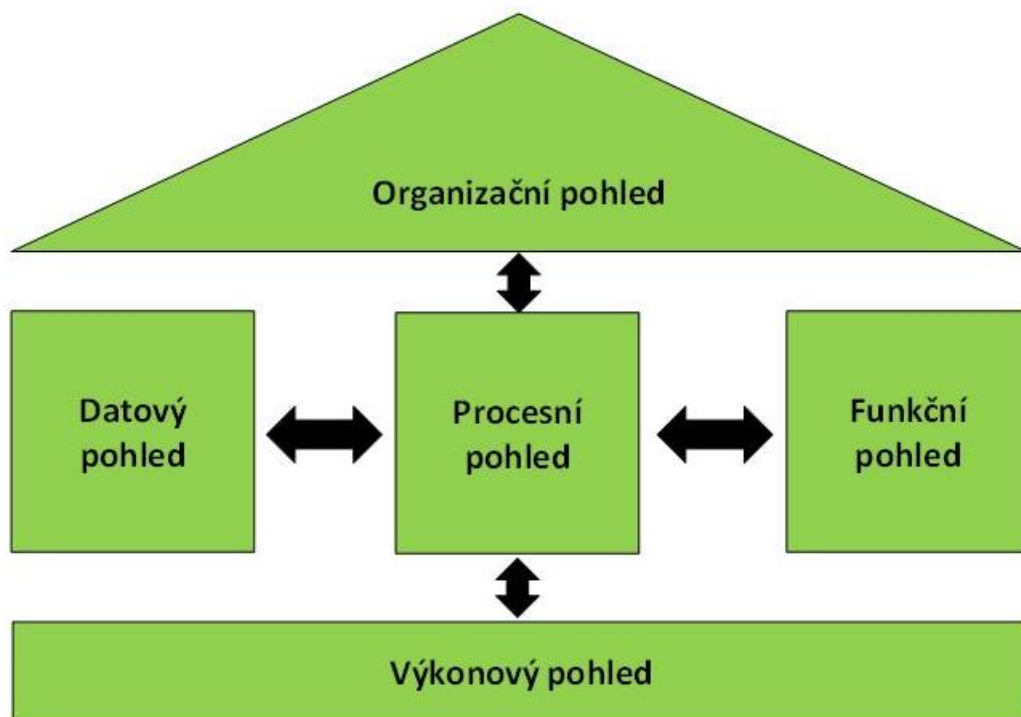 Organizační pohled
Datový
pohled
Procesní
pohled
Funkční
pohled
Výkonový pohled